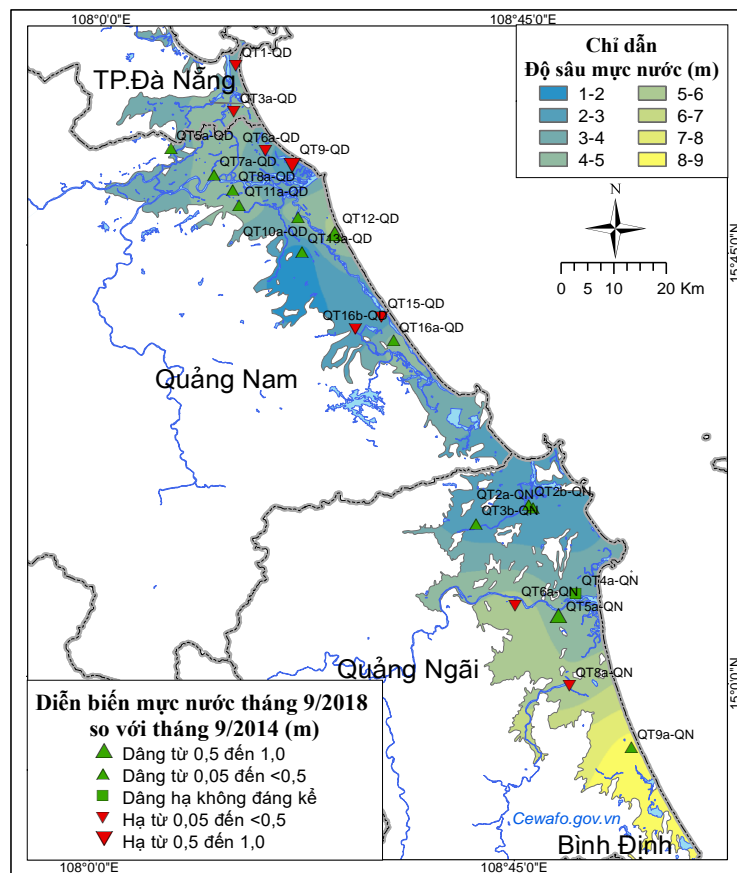 108°0'0"E
108°45'0"E
QT1-QD
TP.Đà Nẵng
QT3a-QD
QT5a-QD
QT6a-QD
QT9-QD
QT7a-QD
QT8a-QD
QT11a-QD
QT12-QD
QT10a-QD
QT13a-QD
QT15-QD
QT16b-QD
QT16a-QD
Quảng Nam
Chỉ dẫn
Độ sâu mực nước (m)
1-2
2-3
3-4
4-5
5-6
6-7
7-8
8-9
N
0
10
20 Km
15°45'0"N
QT2a-QN
QT2b-QN
QT3b-QN
QT4a-QN
QT6a-QN
QT5a-QN
Quảng Ngãi
QT8a-QN
QT9a-QN
15°0'0"N
Diễn biến mực nước tháng 9/2018
so với tháng 9/2014 (m)
Dâng từ 0,5 đến 1,0
Dâng từ 0,05 đến <0,5
Dâng hạ không đáng kể
Hạ từ 0,05 đến <0,5
Hạ từ 0,5 đến 1,0
Cewafo.gov.vn
Bình Định
108°0'0"E
108°45'0"E